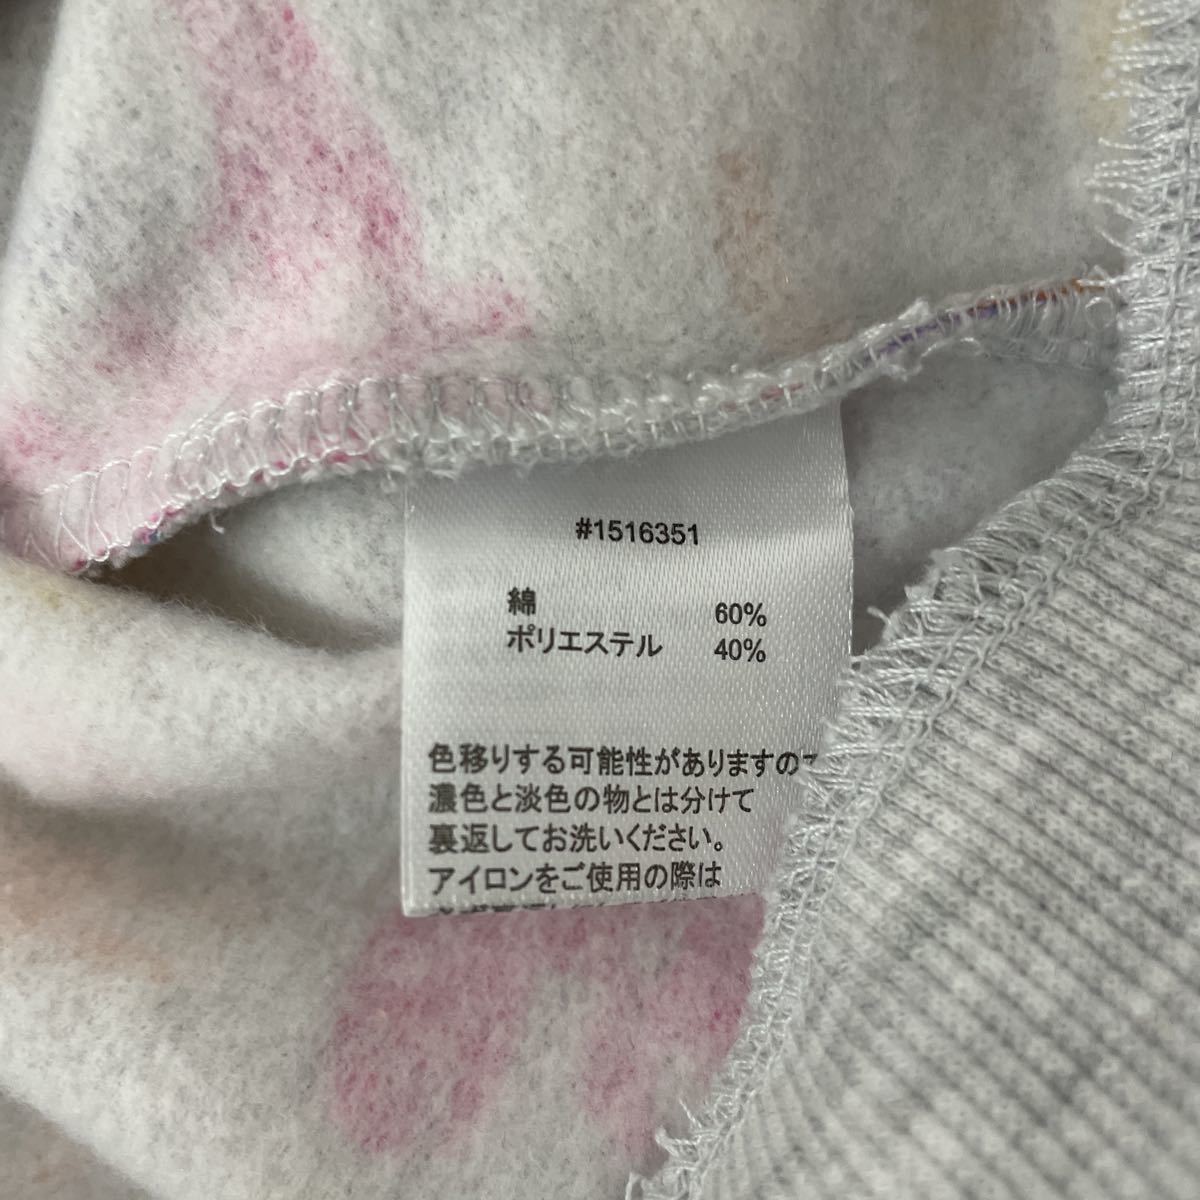 #1516351
綿 60%
ポリエステル 40%
色移りする可能性がありますので
濃色と淡色の物とは分けて
裏返してお洗いください。
アイロンをご使用の際は